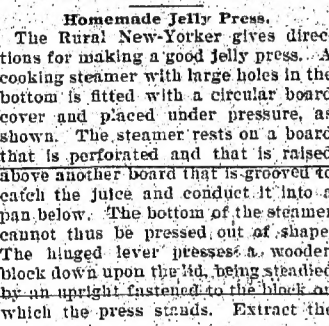 Homemade Jelly Press.
The Rural New-Yorker gives direc
tions for making a good jelly press. A
cooking steamer with large holes in the
bottom is fitted with a circular board
cover and placed under pressure, as
shown. The steamer rests on a board
that is perforated and that is raised
above another board that is grooved to
catch the juice and conduct it into a
pan below. The bottom of the steamer
cannot thus be pressed out of shape
The hinged lever presses a wooden
block down upon the lid, being steadied
by an upright fastened to the block on
which the press stands. Extract the